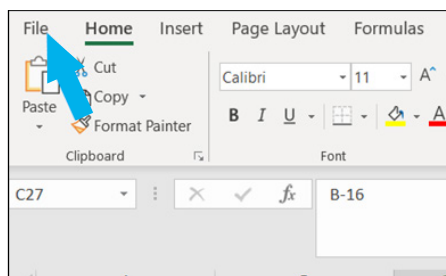 File Home Insert Page Layout Formulas
Cut
Copy
Format Painter
Paste
Clipboard
Calibri 11 A
B I U A
Font
C27 fx B-16